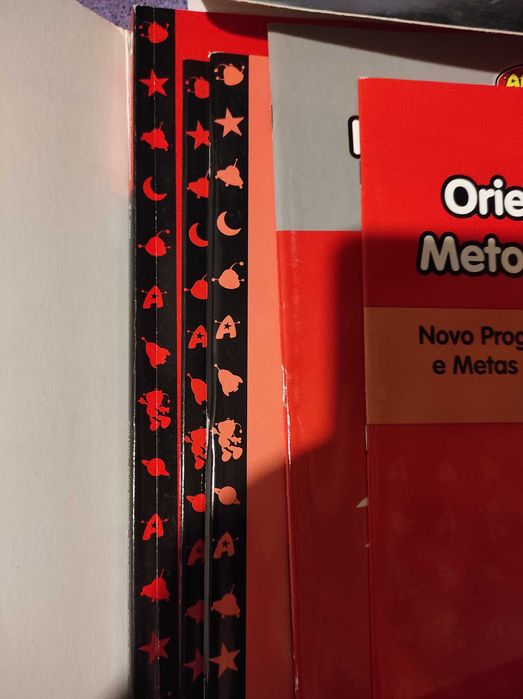 Orie
Meto
Novo Prog
e Metas